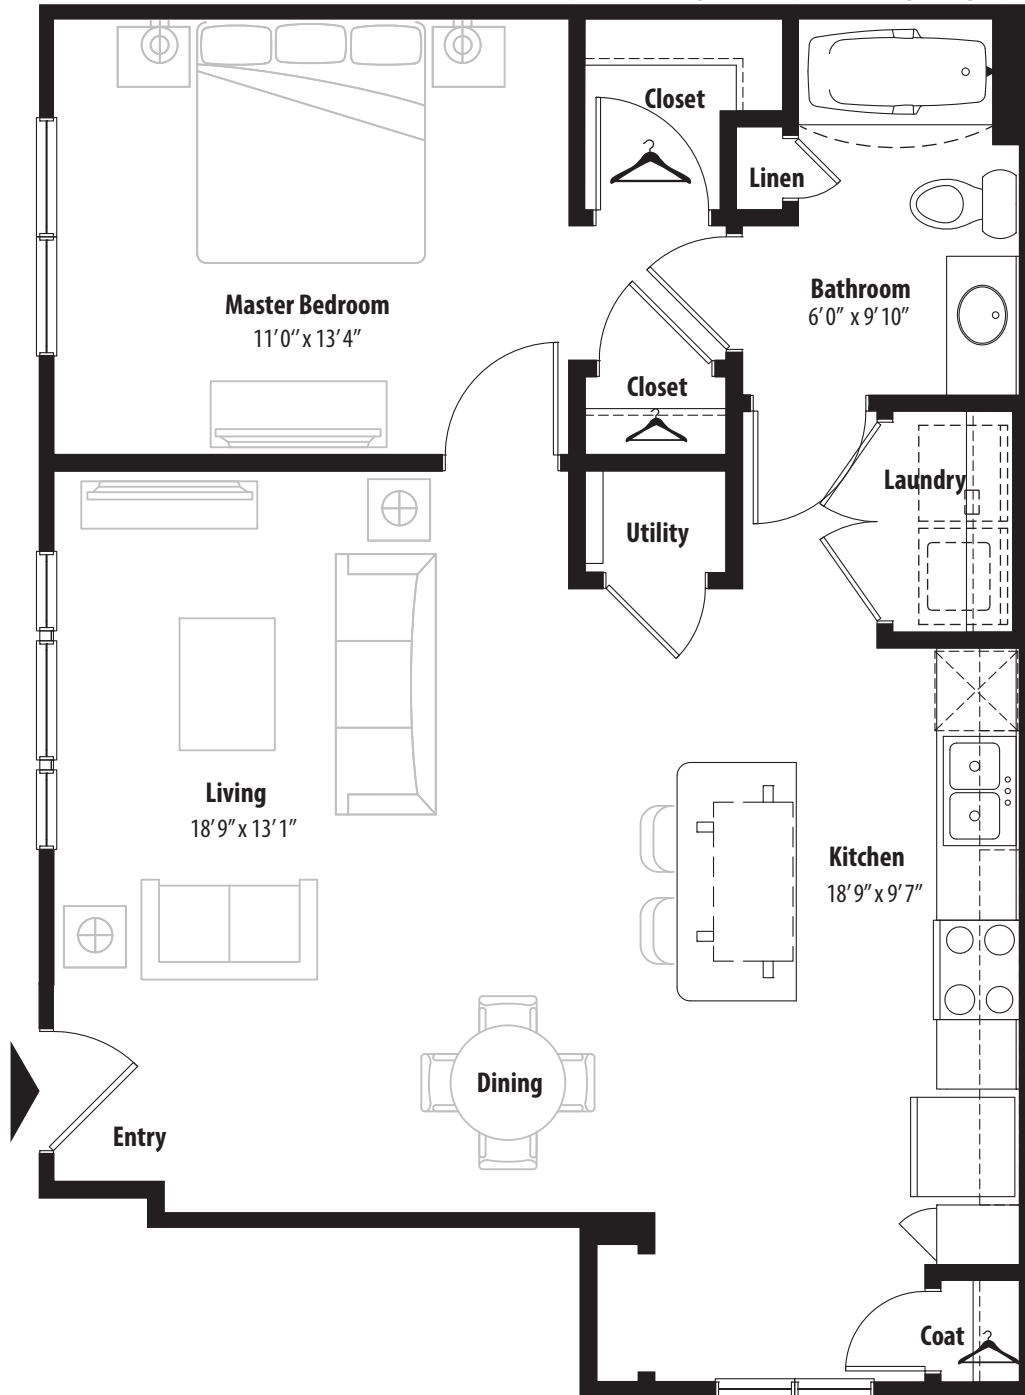 Closet
Linen
Master Bedroom
11'0" x 13'4"
Bathroom
6'0" x 9'10"
Closet
Laundry
Utility
Living
18'9" x 13'1"
Kitchen
18'9" x 9'7"
Dining
Entry
Coat